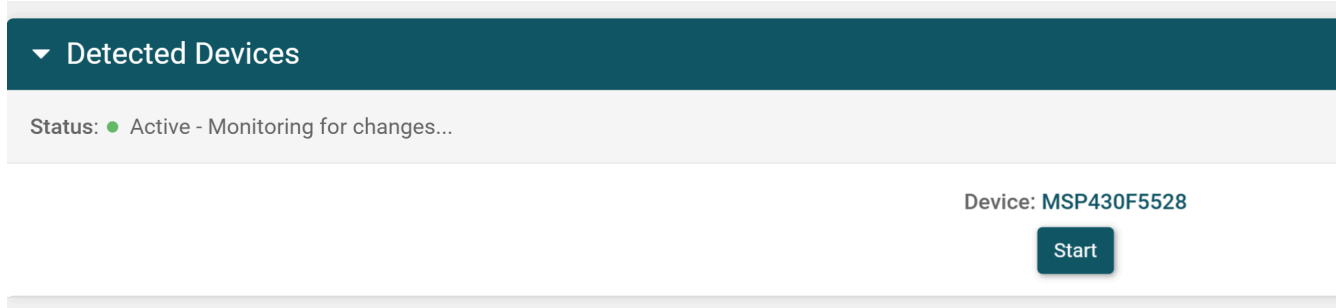 Detected Devices
Status: Active - Monitoring for changes...
Device: MSP430F5528
Start